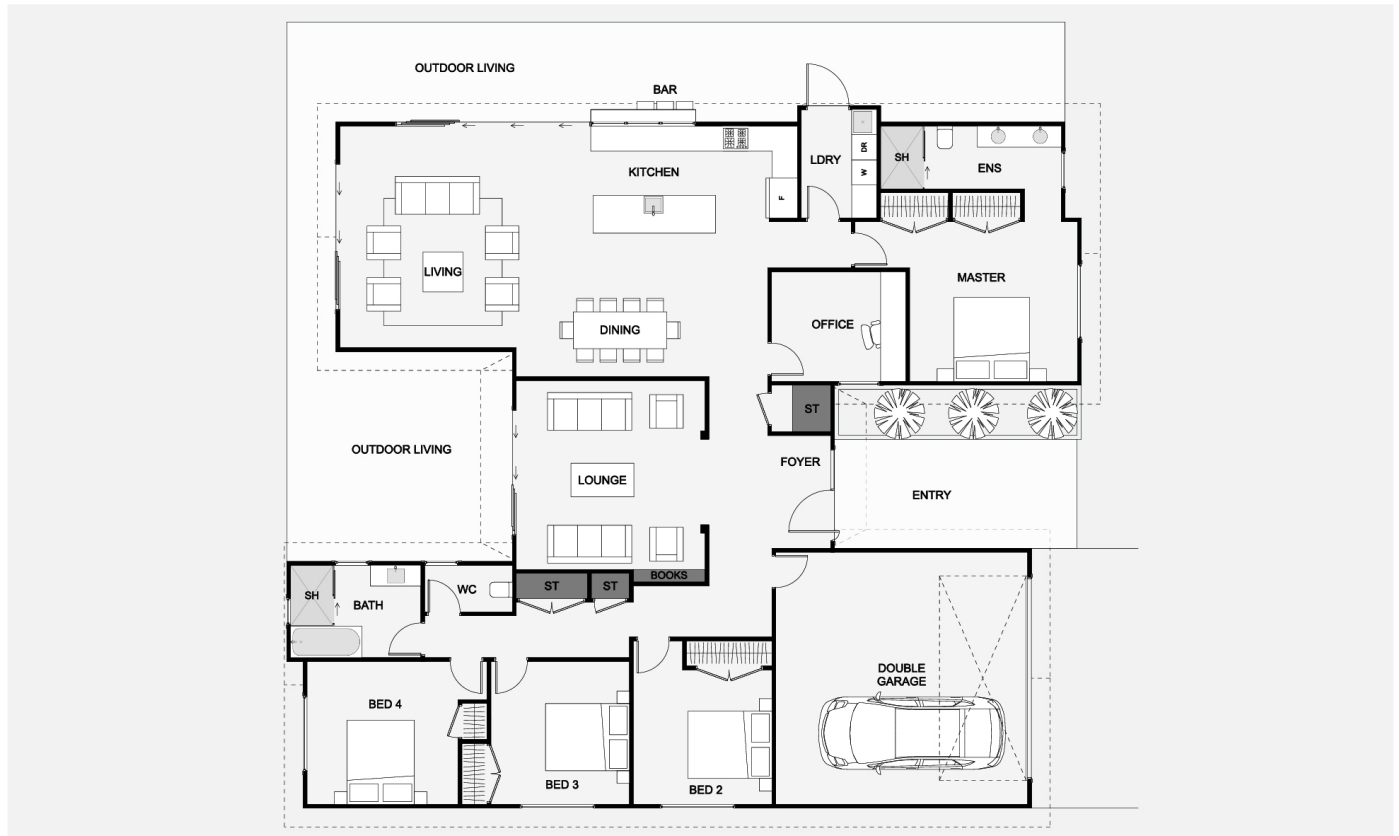 OUTDOOR LIVING
BAR
LDRY
DR
W
SH
ENS
KITCHEN
F
LIVING
MASTER
DINING
OFFICE
ST
OUTDOOR LIVING
LOUNGE
FOYER
ENTRY
BOOKS
ST
ST
WC
SH
BATH
DOUBLE
GARAGE
BED 4
BED 3
BED 2